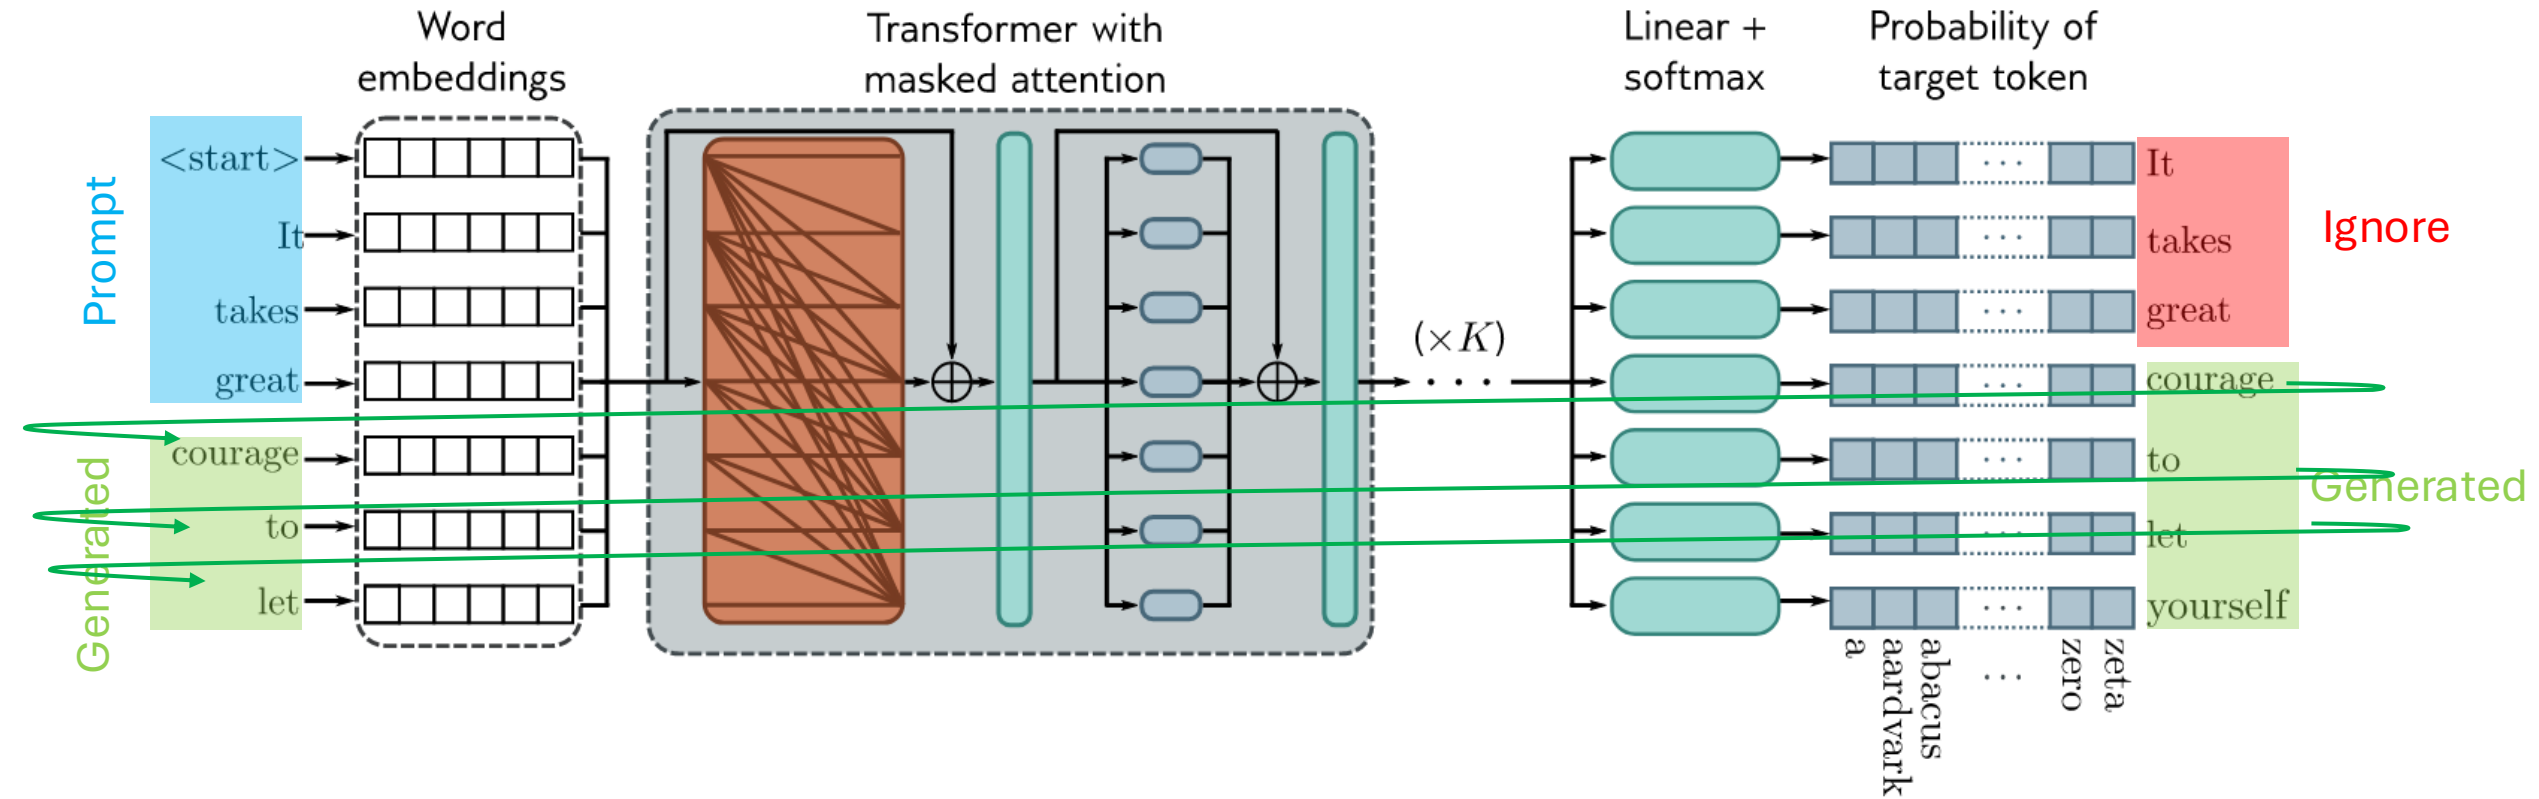 Word
embeddings
Transformer with
masked attention
Linear +
softmax
Probability of
target token
Prompt
<start>
It
takes
great
Generated
courage
to
let
(×K)
···
It
takes
great
Ignore
courage
to
let
yourself
Generated
···
···
···
···
···
···
···
a
aardvark
abacus
···
zero
zeta